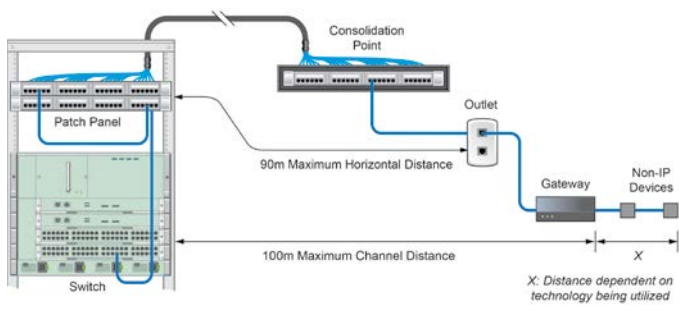 Consolidation
Point
Outlet
Patch Panel
90m Maximum Horizontal Distance
Non-IP
Devices
Gateway
100m Maximum Channel Distance
X
Switch
X: Distance dependent on
technology being utilized